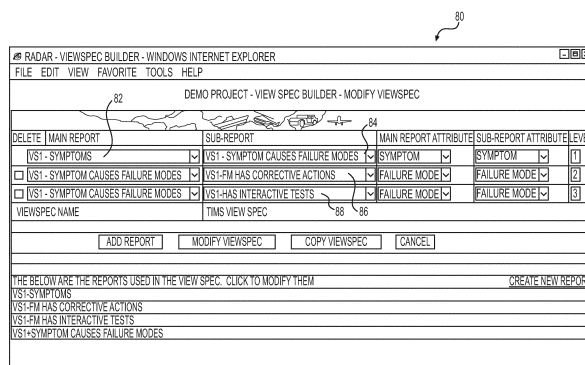 80
RADAR - VIEWSPEC BUILDER - WINDOWS INTERNET EXPLORER
FILE EDIT VIEW FAVORITE TOOLS HELP
DEMO PROJECT - VIEW SPEC BUILDER - MODIFY VIEWSPEC
82
84
DELETE MAIN REPORT SUB-REPORT MAIN REPORT ATTRIBUTE SUB-REPORT ATTRIBUTE LEVE
VS1 - SYMPTOMS VS1 - SYMPTOM CAUSES FAILURE MODES SYMPTOM SYMPTOM 1
VS1 - SYMPTOM CAUSES FAILURE MODES VS1-FM HAS CORRECTIVE ACTIONS FAILURE MODE FAILURE MODE 2
VS1 - SYMPTOM CAUSES FAILURE MODES VS1-HAS INTERACTIVE TESTS FAILURE MODE FAILURE MODE 3
VIEWSPEC NAME TIMS VIEW SPEC 88 86
ADD REPORT MODIFY VIEWSPEC COPY VIEWSPEC CANCEL
THE BELOW ARE THE REPORTS USED IN THE VIEW SPEC. CLICK TO MODIFY THEM CREATE NEW REPOR
VS1-SYMPTOMS
VS1-FM HAS CORRECTIVE ACTIONS
VS1-FM HAS INTERACTIVE TESTS
VS1+SYMPTOM CAUSES FAILURE MODES